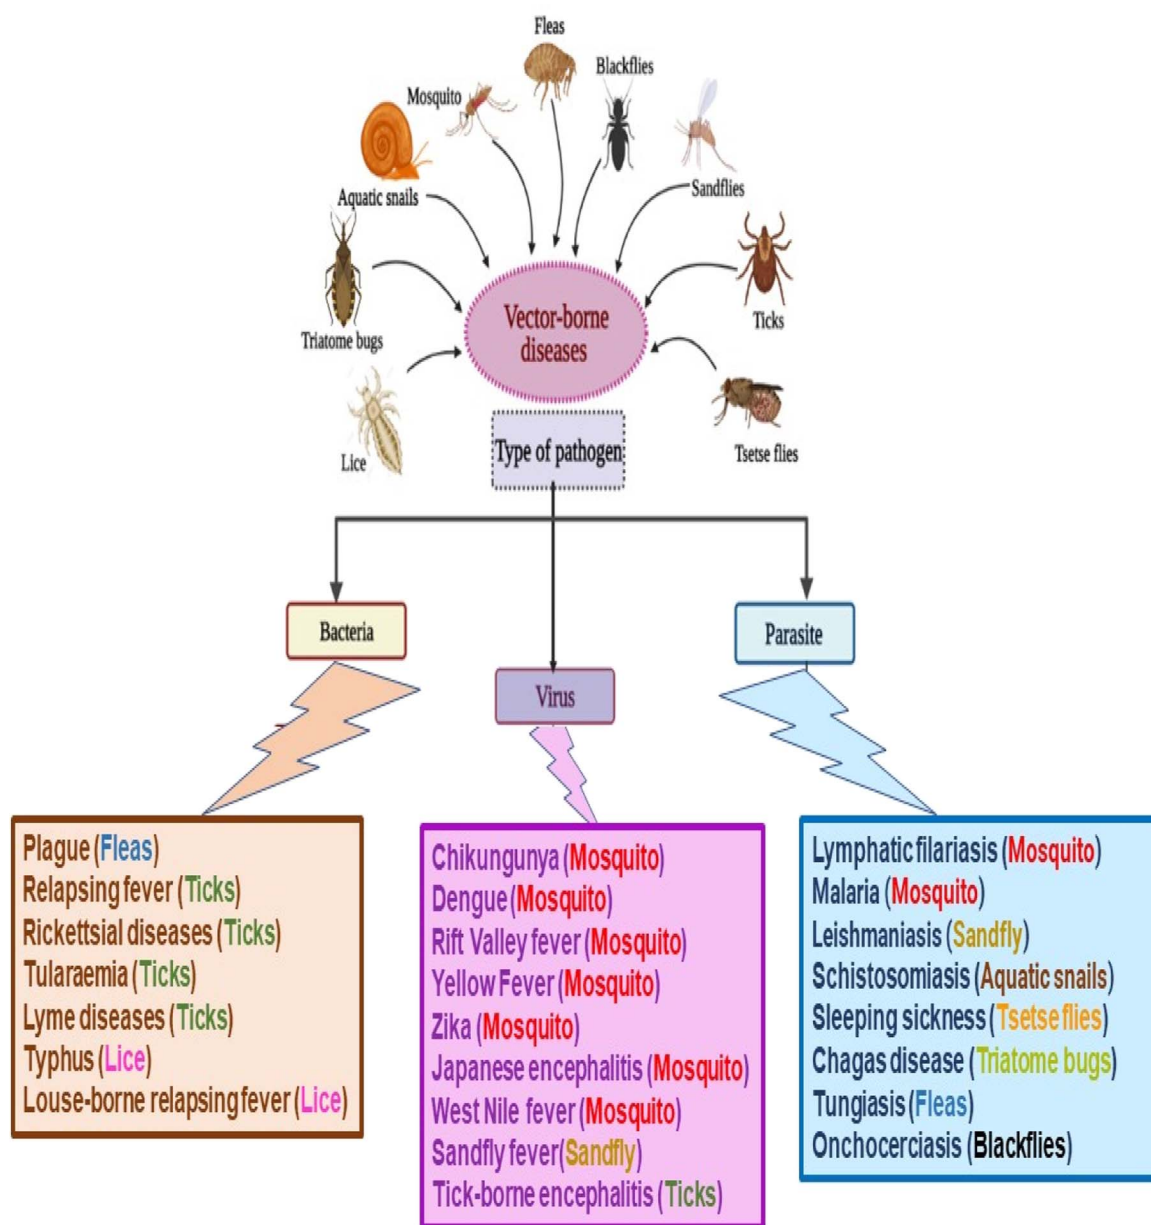 Fleas
Blackflies
Mosquito
Sandflies
Aquatic snails
Ticks
Triatome bugs
Vector-borne
diseases
Lice
Tsetse flies
Type of pathogen
Bacteria
Virus
Parasite
Plague (Fleas)
Relapsing fever (Ticks)
Rickettsial diseases (Ticks)
Tularaemia (Ticks)
Lyme diseases (Ticks)
Typhus (Lice)
Louse-borne relapsing fever (Lice)
Chikungunya (Mosquito)
Dengue (Mosquito)
Rift Valley fever (Mosquito)
Yellow Fever (Mosquito)
Zika (Mosquito)
Japanese encephalitis (Mosquito)
West Nile fever (Mosquito)
Sandfly fever(Sandfly)
Tick-borne encephalitis (Ticks)
Lymphatic filariasis (Mosquito)
Malaria (Mosquito)
Leishmaniasis (Sandfly)
Schistosomiasis (Aquatic snails)
Sleeping sickness (Tsetse flies)
Chagas disease (Triatome bugs)
Tungiasis (Fleas)
Onchocerciasis (Blackflies)